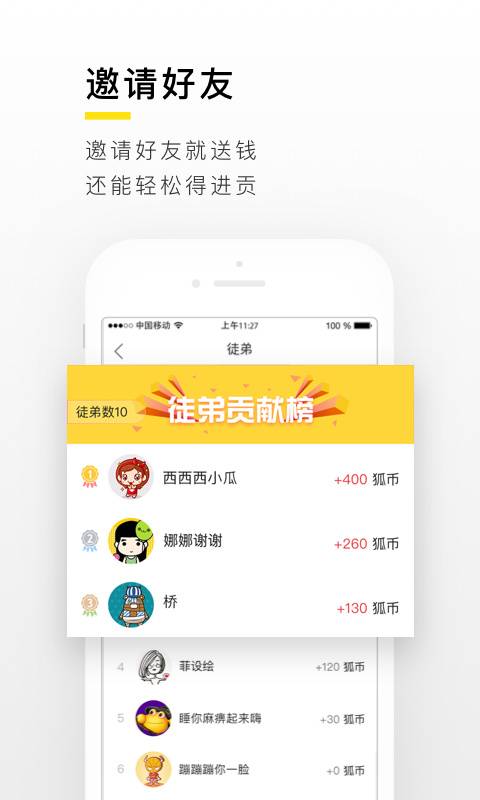 邀请好友
邀请好友就送钱
还能轻松得进贡
中国移动 上午11:27 100 %
徒弟
徒弟数10
徒弟贡献榜
1 西西西小瓜 +400 狐币
2 娜娜谢谢 +260 狐币
3 桥 +130 狐币
4 菲设绘 +120 狐币
5 睡你麻痹起来嗨 +30 狐币
6 蹦蹦蹦你一脸 +0 狐币